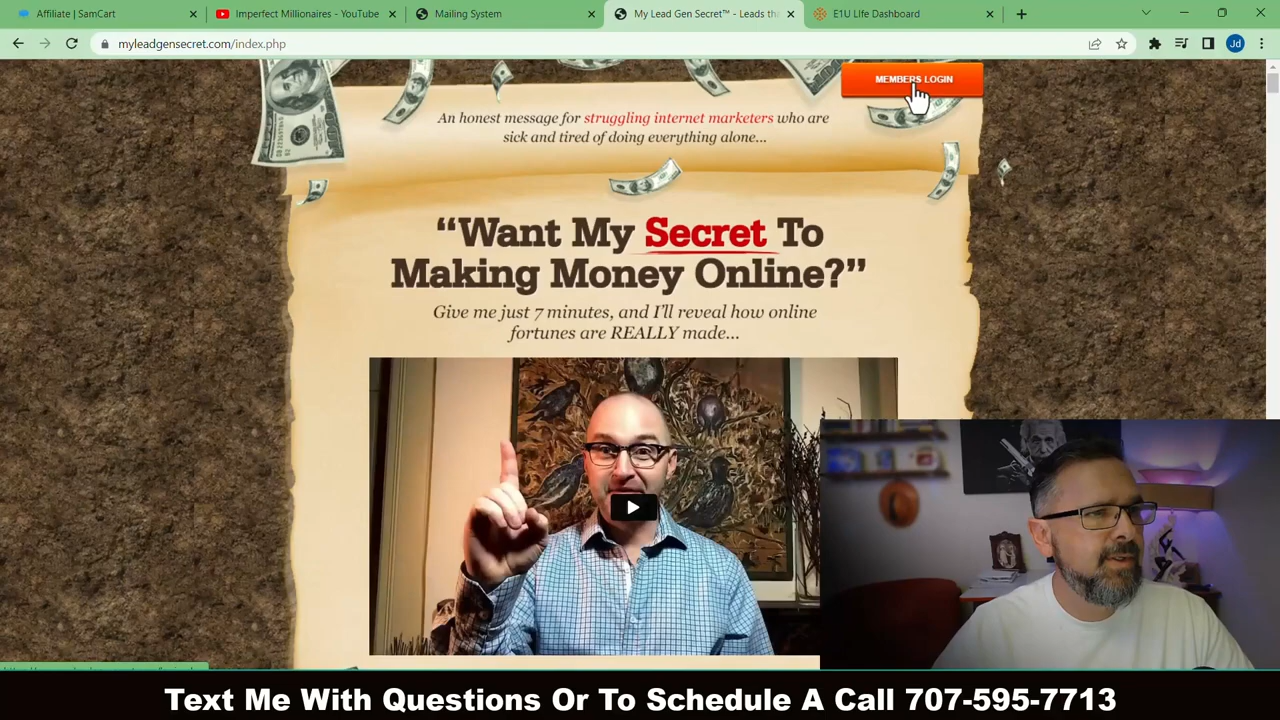 Affiliate | SamCart
Imperfect Millionaires - YouTube
Mailing System
My Lead Gen Secret™ - Leads tha
E1U LIfe Dashboard
myleadgensecret.com/index.php
Jd
MEMBERS LOGIN
An honest message for struggling internet marketers who are
sick and tired of doing everything alone...
“Want My Secret To
Making Money Online?”
Give me just 7 minutes, and I'll reveal how online
fortunes are REALLY made...
Text Me With Questions Or To Schedule A Call 707-595-7713